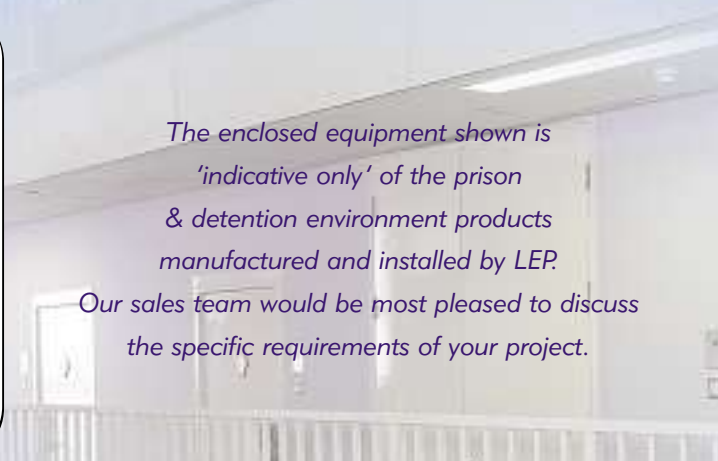 The enclosed equipment shown is
‘indicative only’ of the prison
& detention environment products
manufactured and installed by LEP.
Our sales team would be most pleased to discuss
the specific requirements of your project.